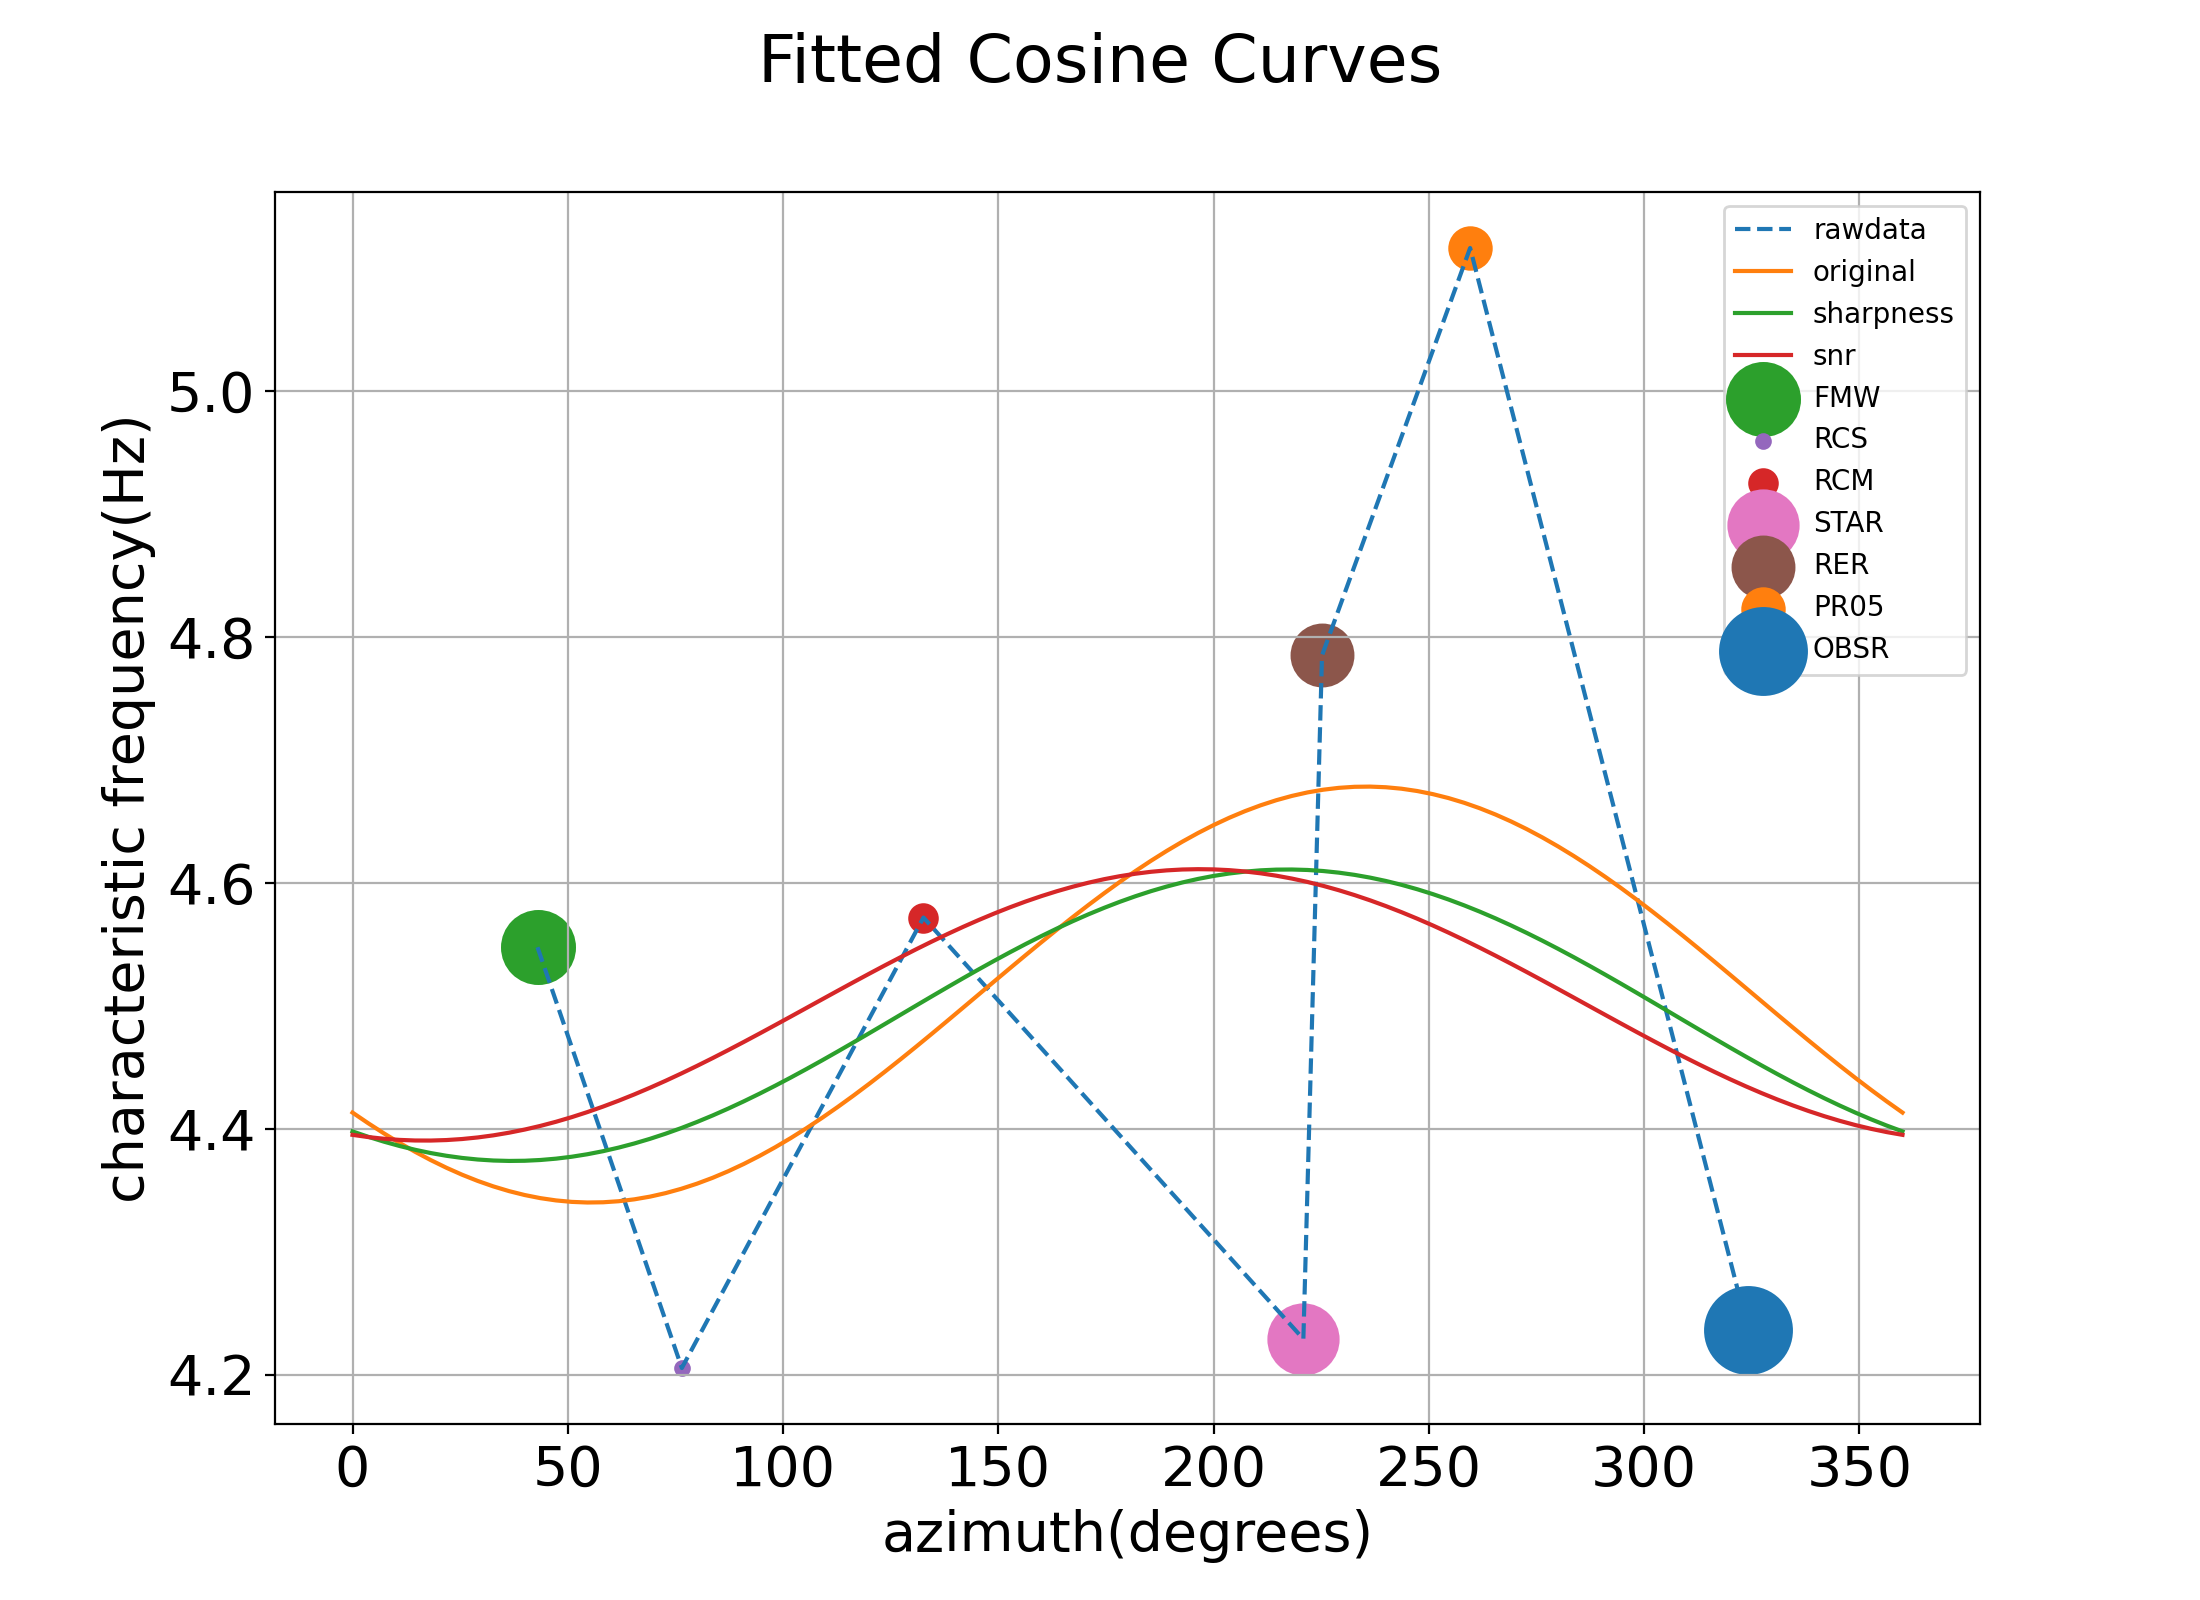 Fitted Cosine Curves
rawdata
original
sharpness
snr
FMW
RCS
RCM
STAR
RER
PR05
OBSR
characteristic frequency(Hz)
5.0
4.8
4.6
4.4
4.2
0 50 100 150 200 250 300 350
azimuth(degrees)